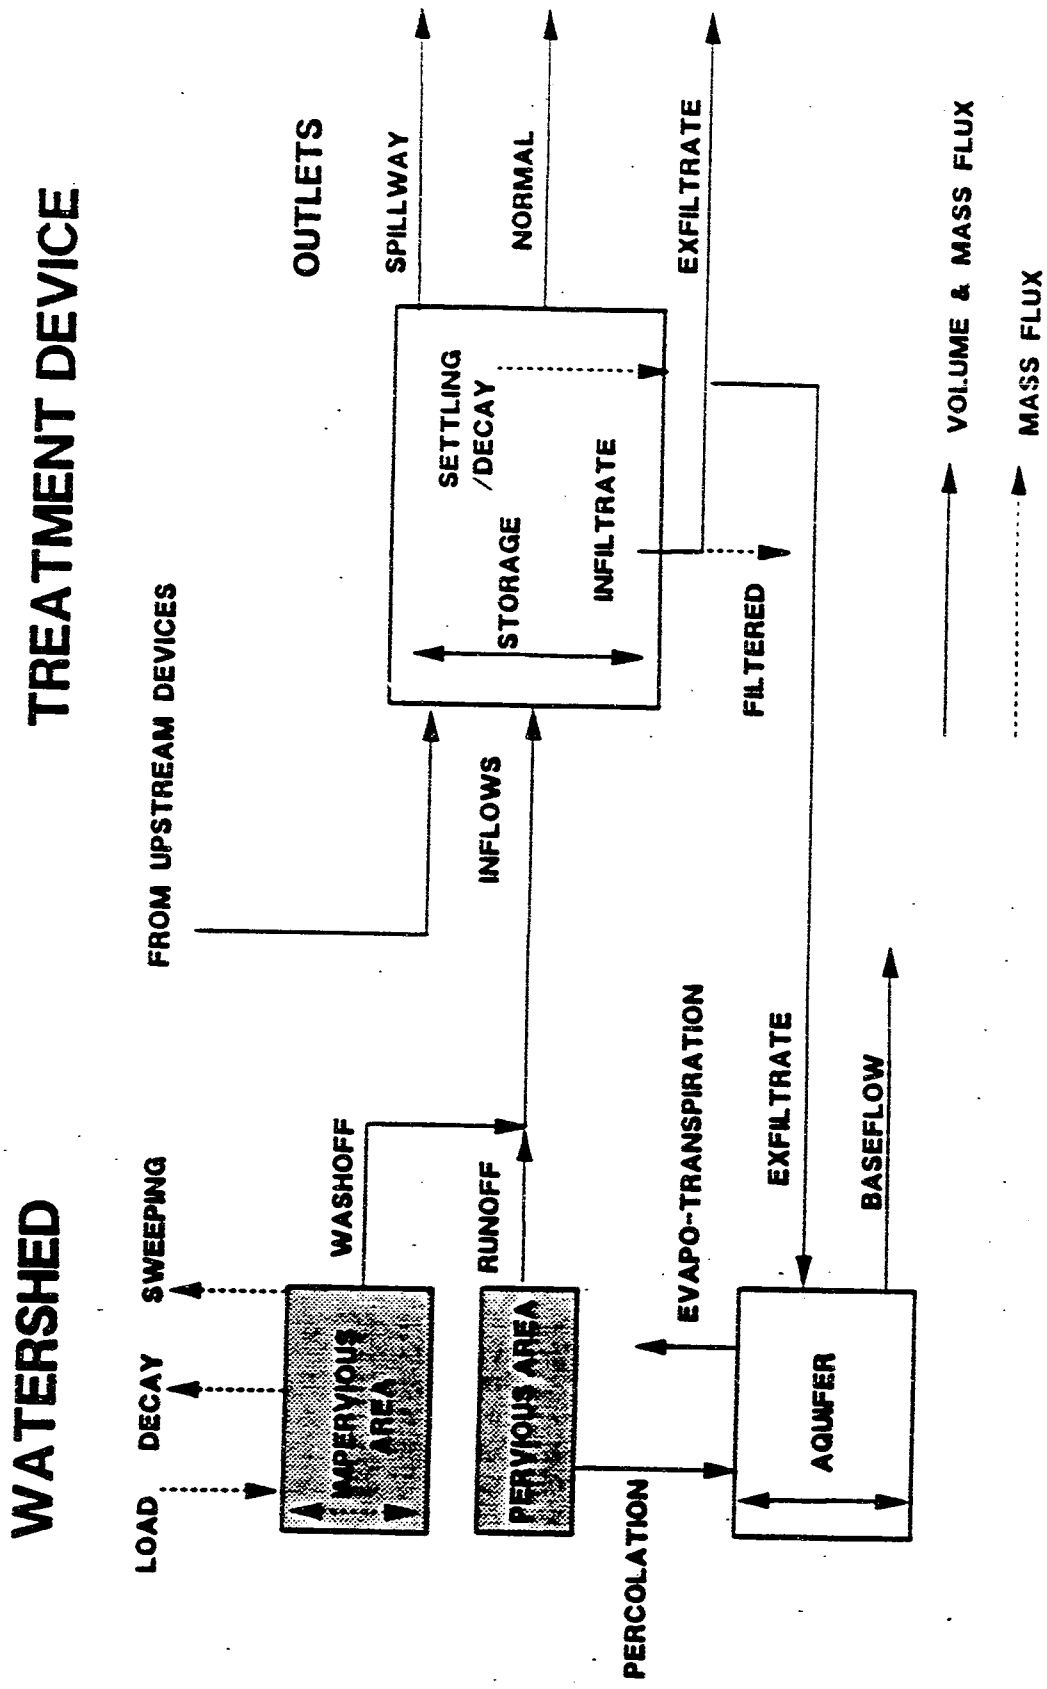 WATERSHED
TREATMENT DEVICE
LOAD
DECAY
SWEEPING
FROM UPSTREAM DEVICES
OUTLETS
IMPERVIOUS
AREA
WASHOFF
SPILLWAY
PERVIOUS AREA
RUNOFF
INFLOWS
STORAGE
SETTLING
/DECAY
NORMAL
INFILTRATE
EXFILTRATE
PERCOLATION
EVAPO-TRANSPIRATION
FILTERED
AQUIFER
EXFILTRATE
BASEFLOW
VOLUME & MASS FLUX
MASS FLUX